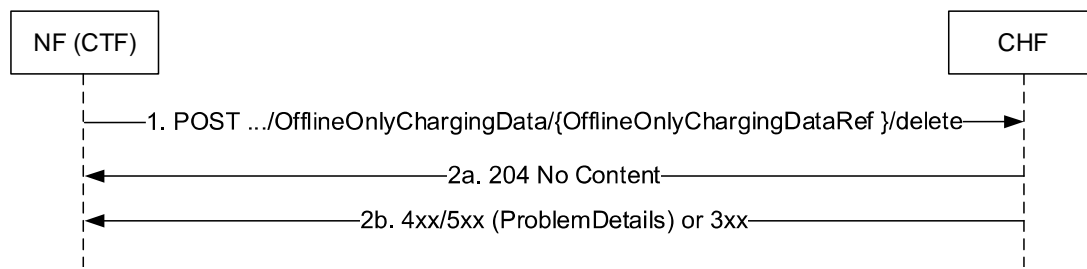 NF (CTF)
CHF
1. POST .../OfflineOnlyChargingData/{OfflineOnlyChargingDataRef }/delete
2a. 204 No Content
2b. 4xx/5xx (ProblemDetails) or 3xx